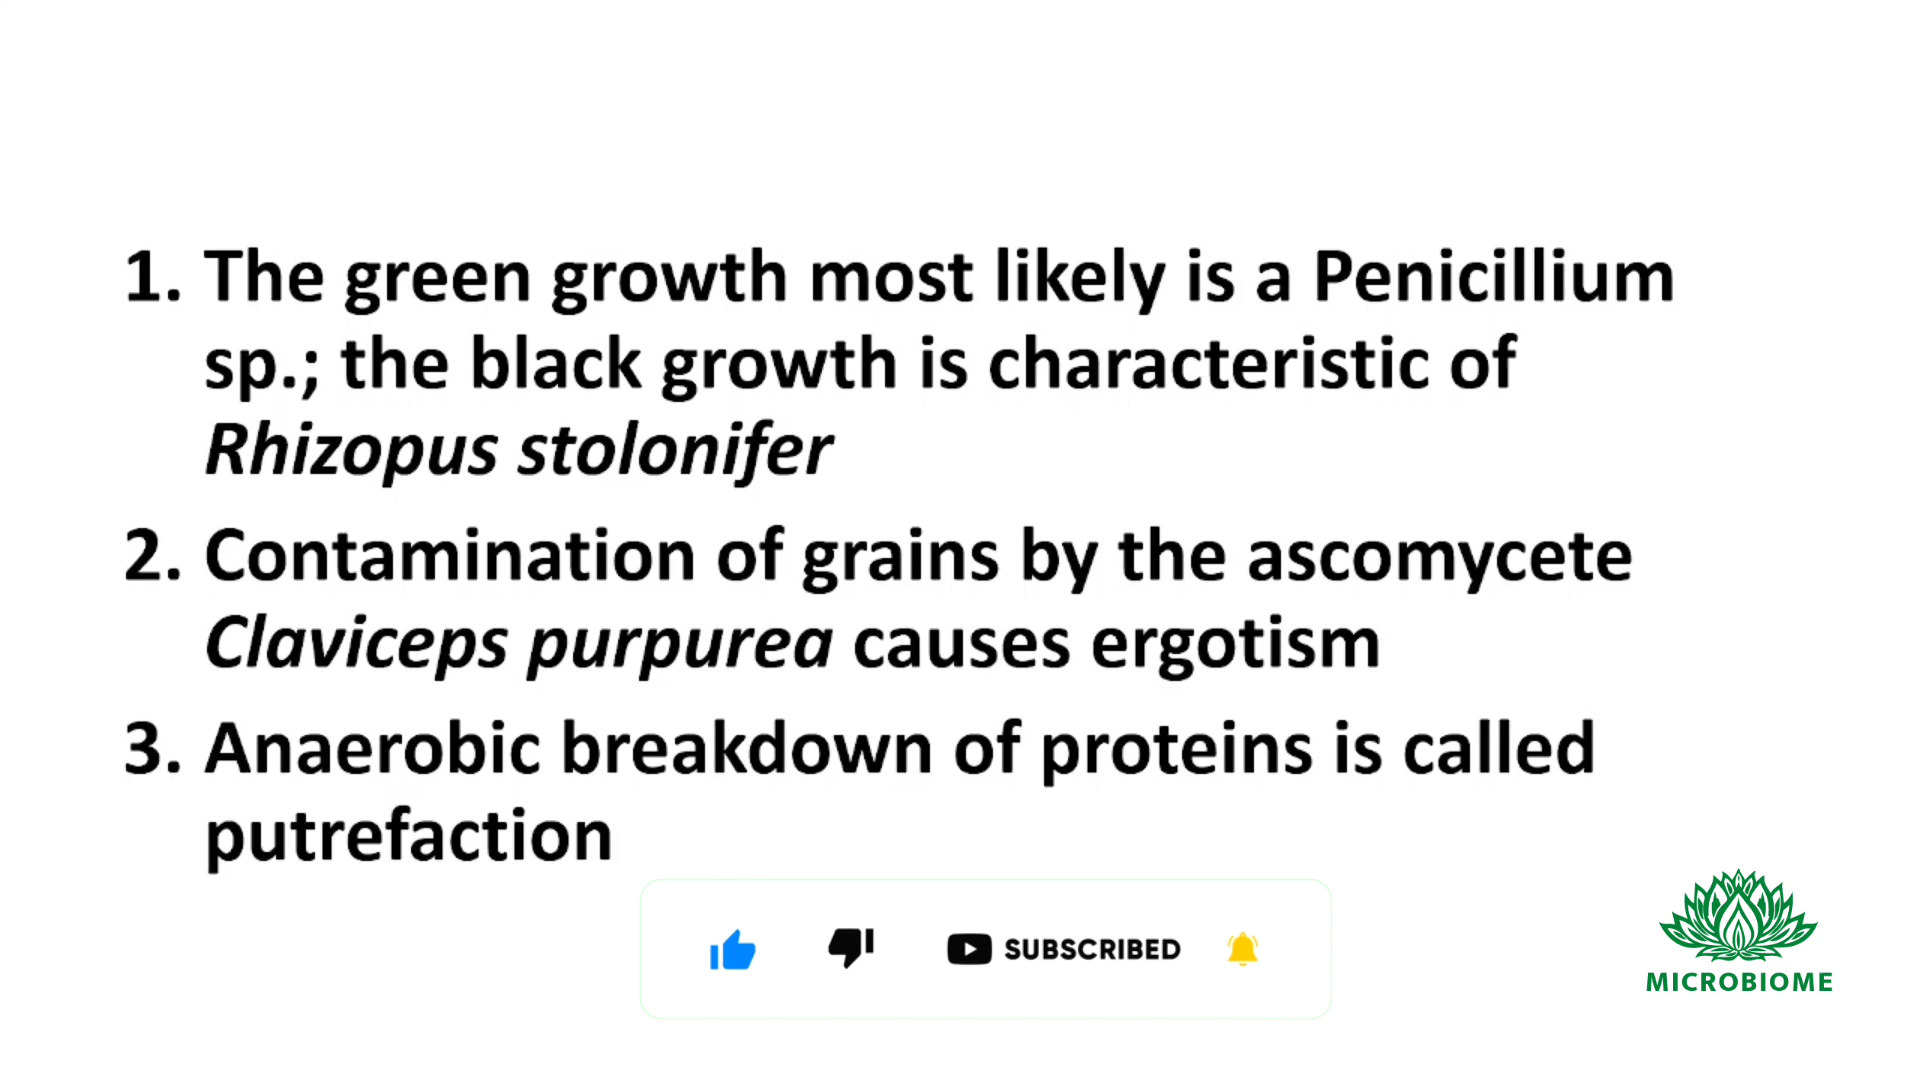 1. The green growth most likely is a Penicillium
sp.; the black growth is characteristic of
Rhizopus stolonifer
2. Contamination of grains by the ascomycete
Claviceps purpurea causes ergotism
3. Anaerobic breakdown of proteins is called
putrefaction
SUBSCRIBED
MICROBIOME